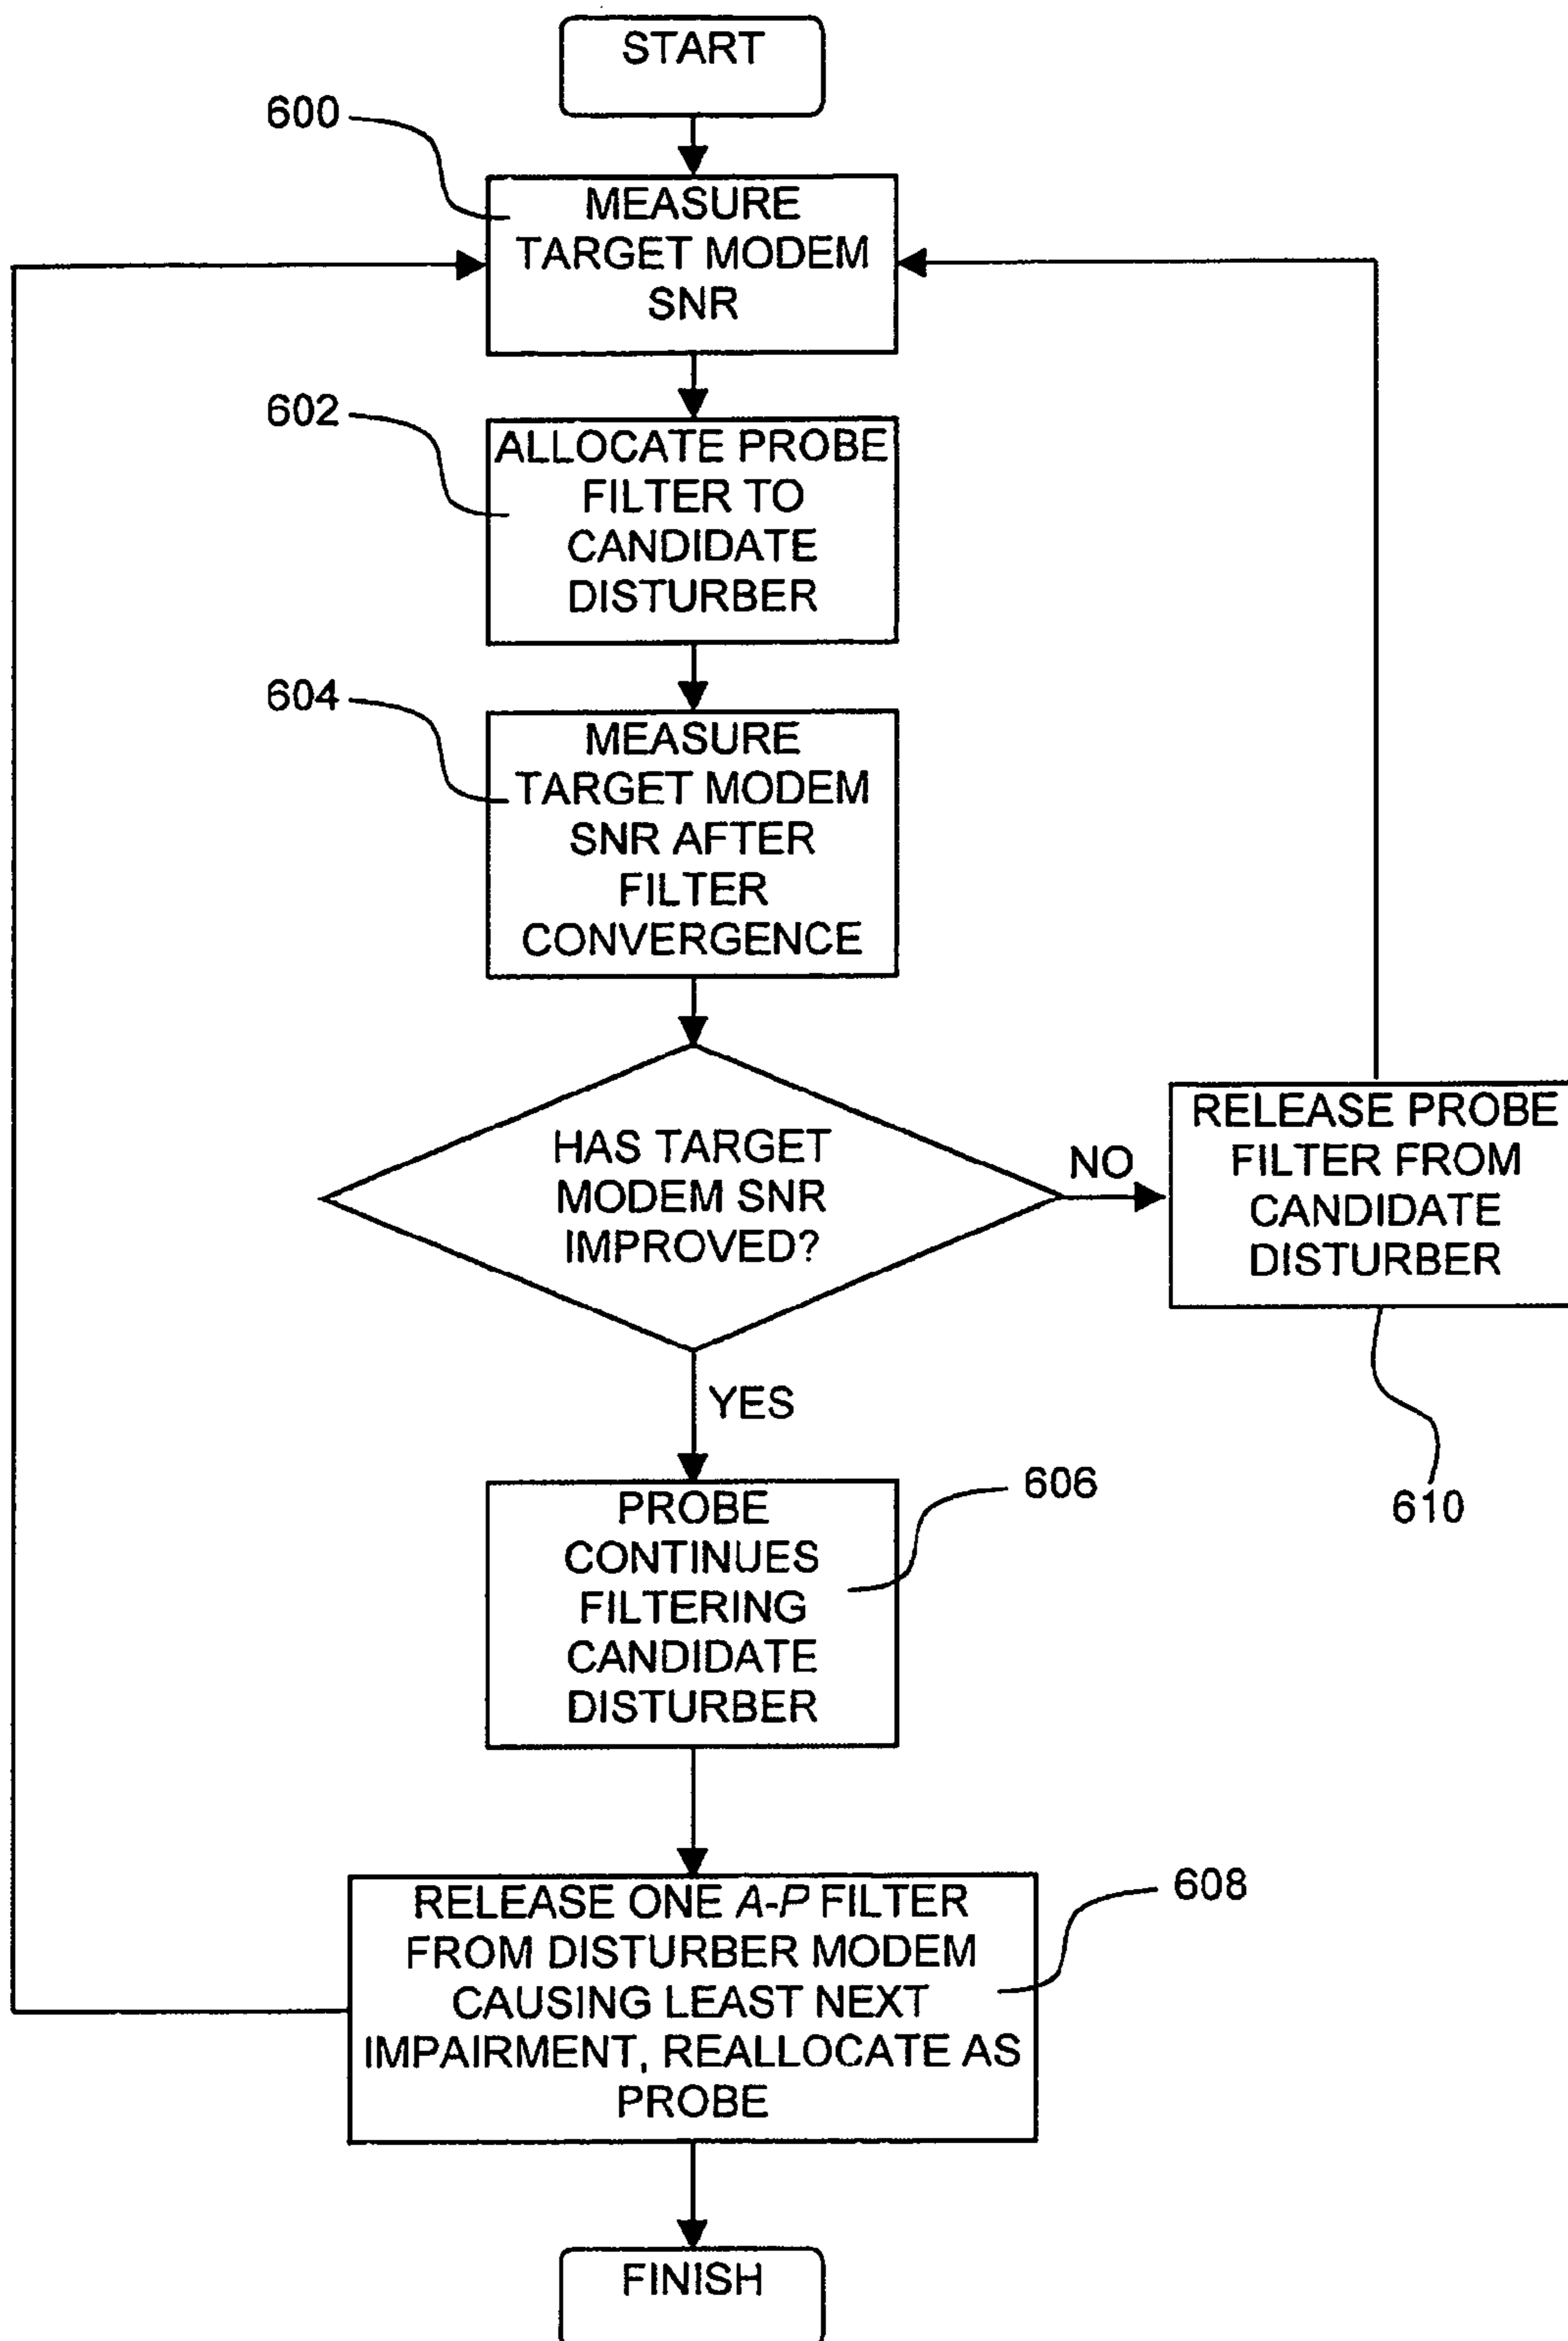 START
600
MEASURE
TARGET MODEM
SNR
602
ALLOCATE PROBE
FILTER TO
CANDIDATE
DISTURBER
604
MEASURE
TARGET MODEM
SNR AFTER
FILTER
CONVERGENCE
HAS TARGET
MODEM SNR
IMPROVED?
NO
RELEASE PROBE
FILTER FROM
CANDIDATE
DISTURBER
610
YES
PROBE
CONTINUES
FILTERING
CANDIDATE
DISTURBER
606
RELEASE ONE A-P FILTER
FROM DISTURBER MODEM
CAUSING LEAST NEXT
IMPAIRMENT, REALLOCATE AS
PROBE
608
FINISH